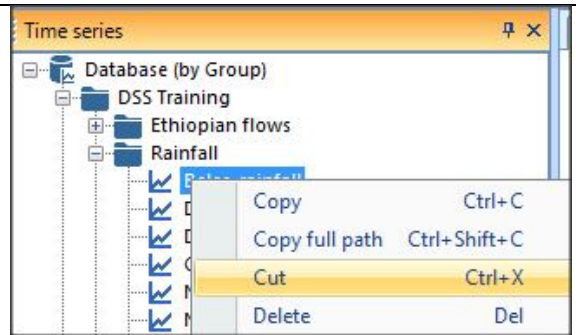 Time series
Database (by Group)
DSS Training
Ethiopian flows
Rainfall
Copy Ctrl+C
Copy full path Ctrl+Shift+C
Cut Ctrl+X
Delete Del